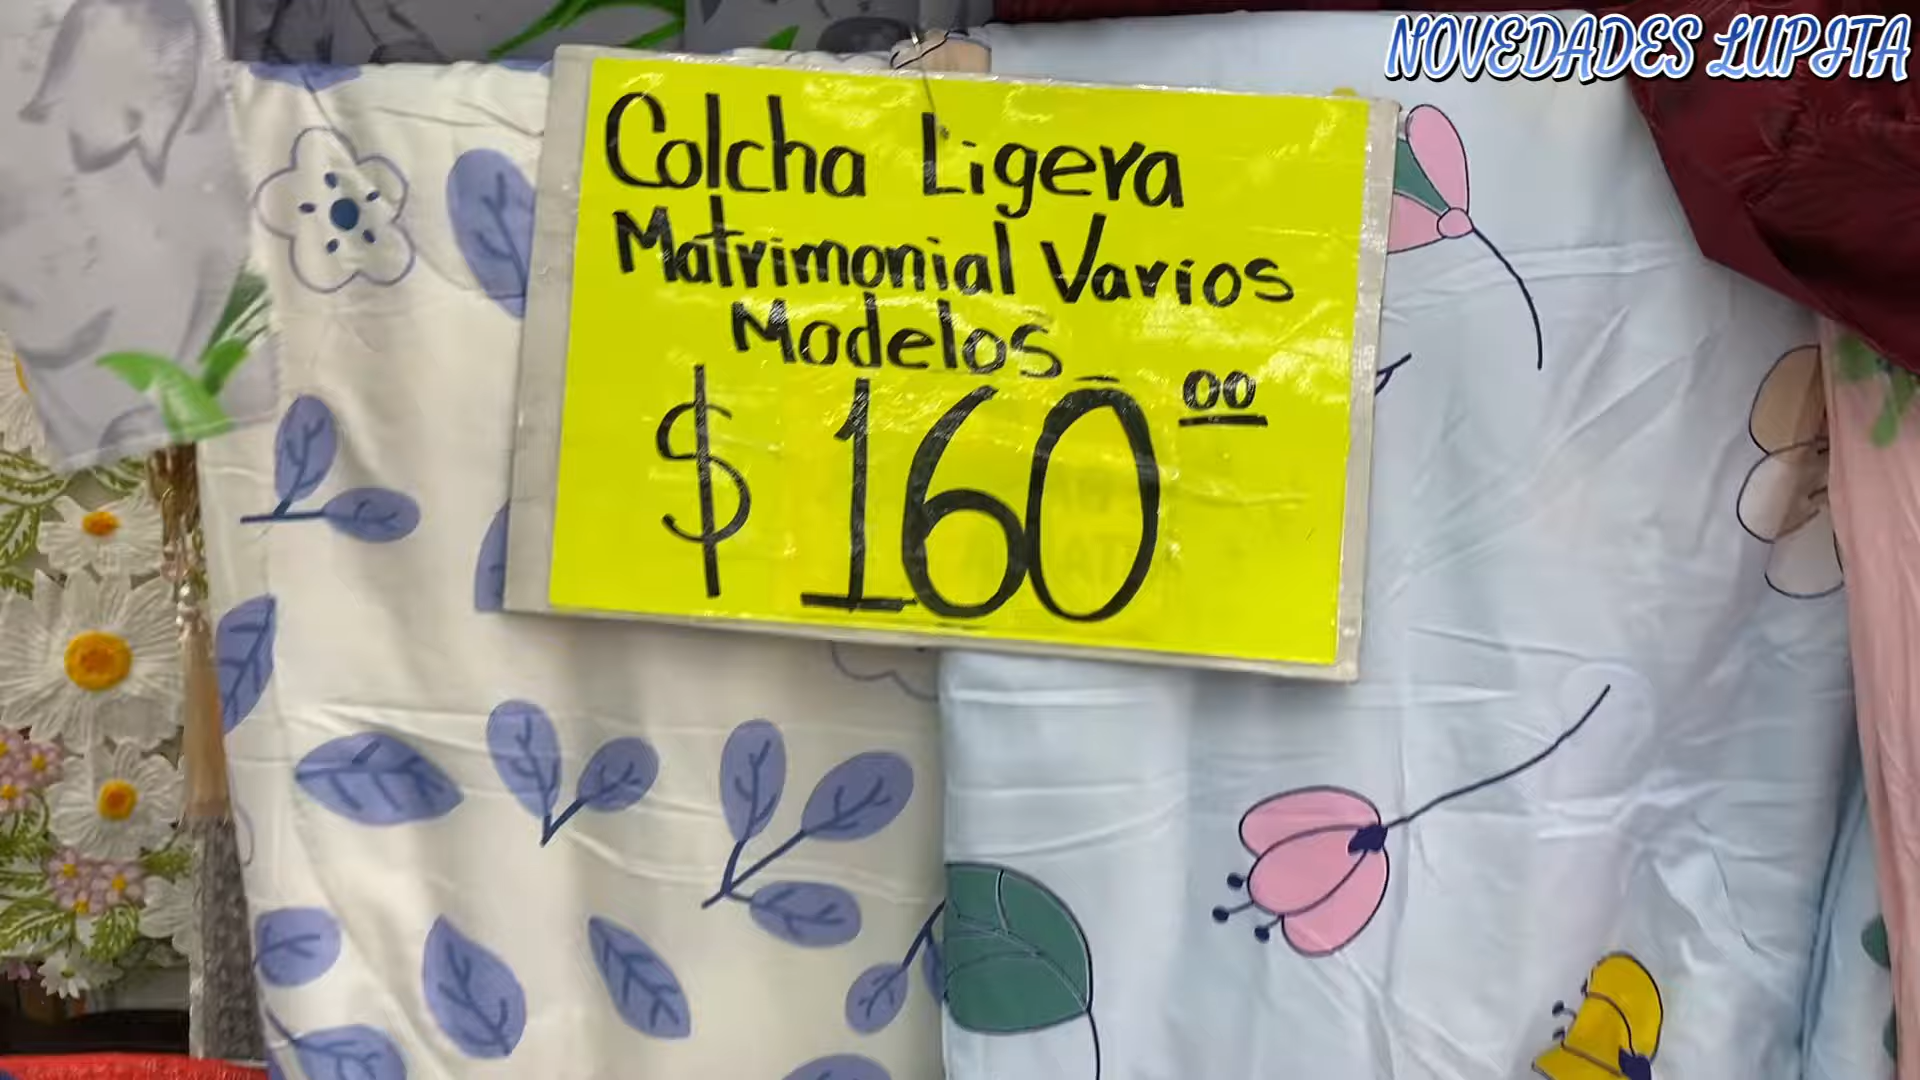 NOVEDADES LUPITA
Colcha Ligera
Matrimonial Varios
Modelos
$ 160 00